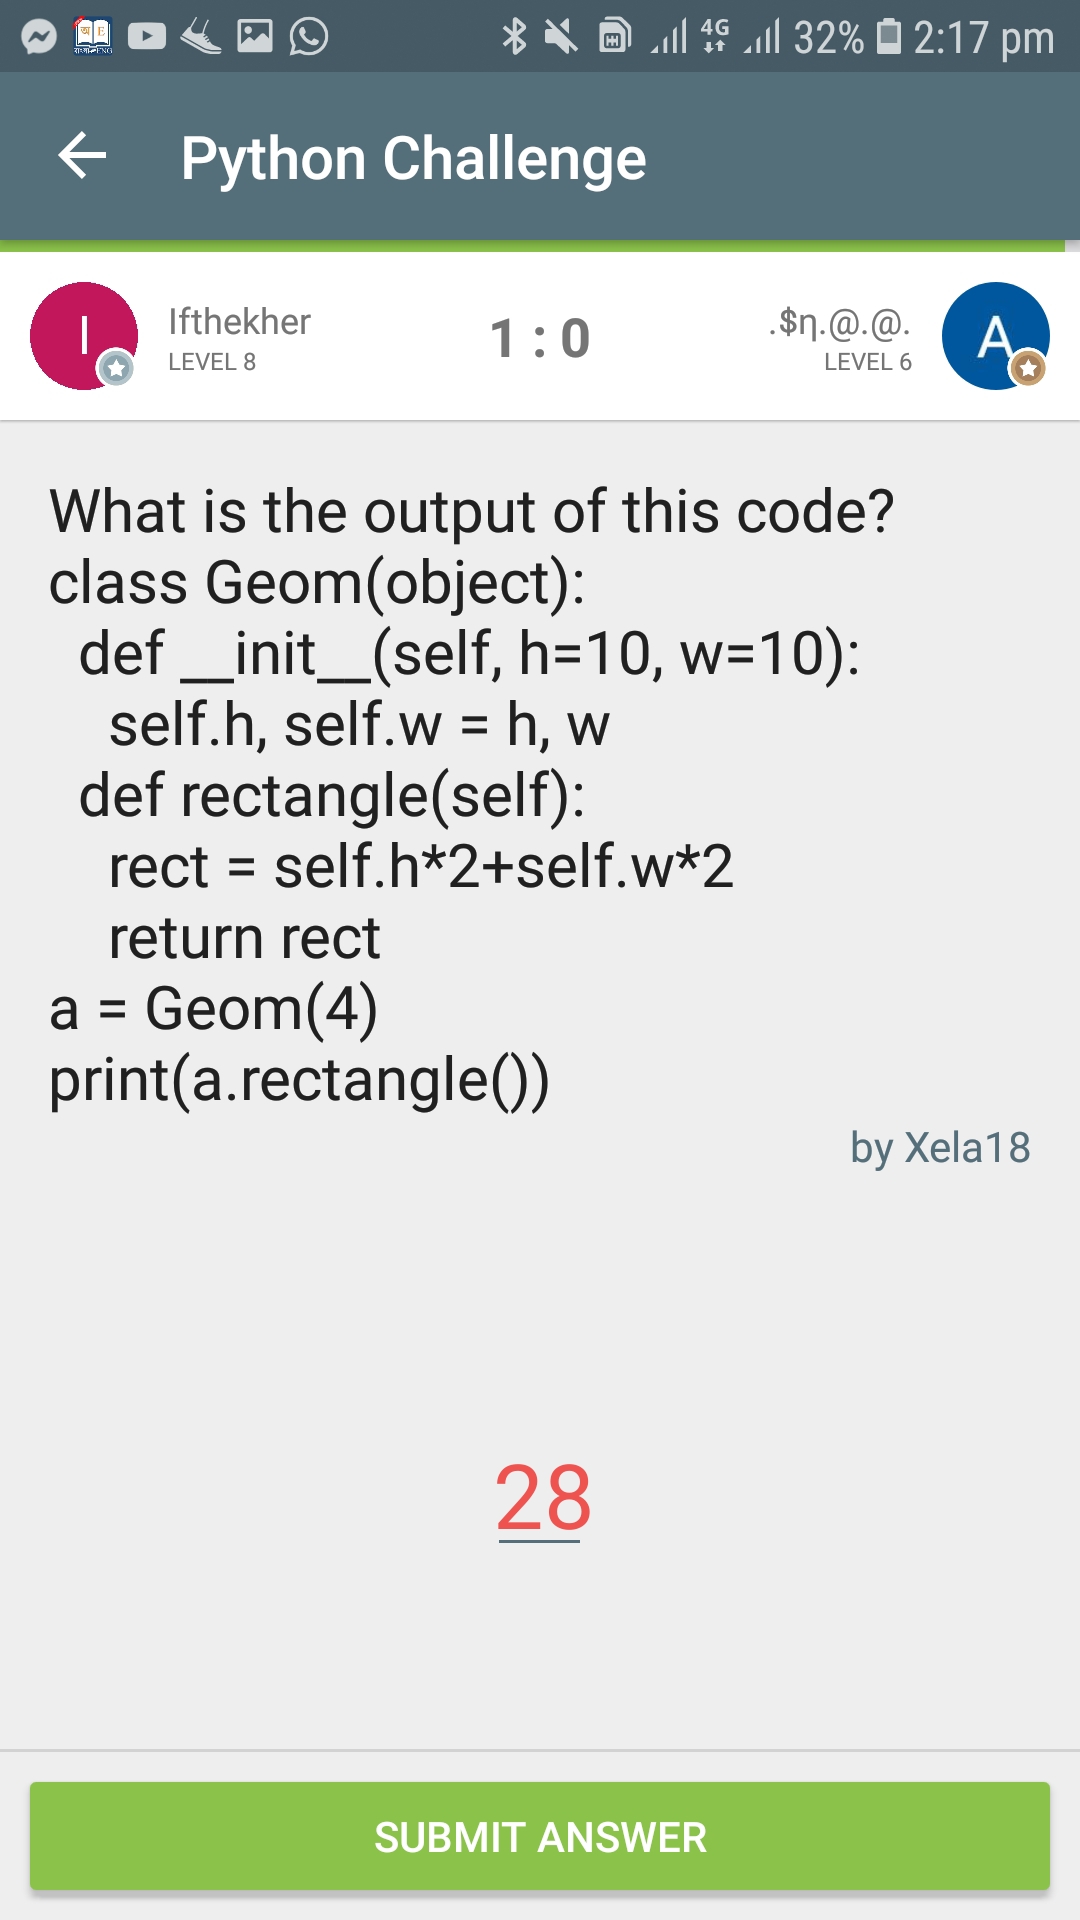 4G 32% 2:17 pm
Python Challenge
I Ifthekher 1 : 0 .$η.@.@. A
LEVEL 8 LEVEL 6
What is the output of this code?
class Geom(object):
def __init__(self, h=10, w=10):
self.h, self.w = h, w
def rectangle(self):
rect = self.h*2+self.w*2
return rect
a = Geom(4)
print(a.rectangle())
by Xela18
28
SUBMIT ANSWER